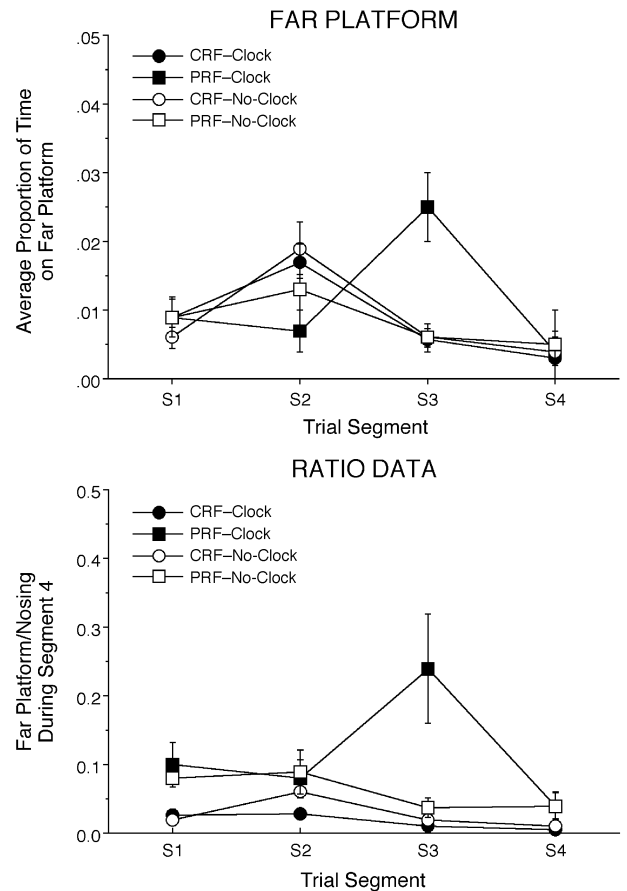 FAR PLATFORM
.05
.04
.03
.02
.01
.00
Average Proportion of Time
on Far Platform
CRF–Clock
PRF–Clock
CRF–No-Clock
PRF–No-Clock
S1 S2 S3 S4
Trial Segment
RATIO DATA
0.5
0.4
0.3
0.2
0.1
0.0
Far Platform/Nosing
During Segment 4
CRF–Clock
PRF–Clock
CRF–No-Clock
PRF–No-Clock
S1 S2 S3 S4
Trial Segment